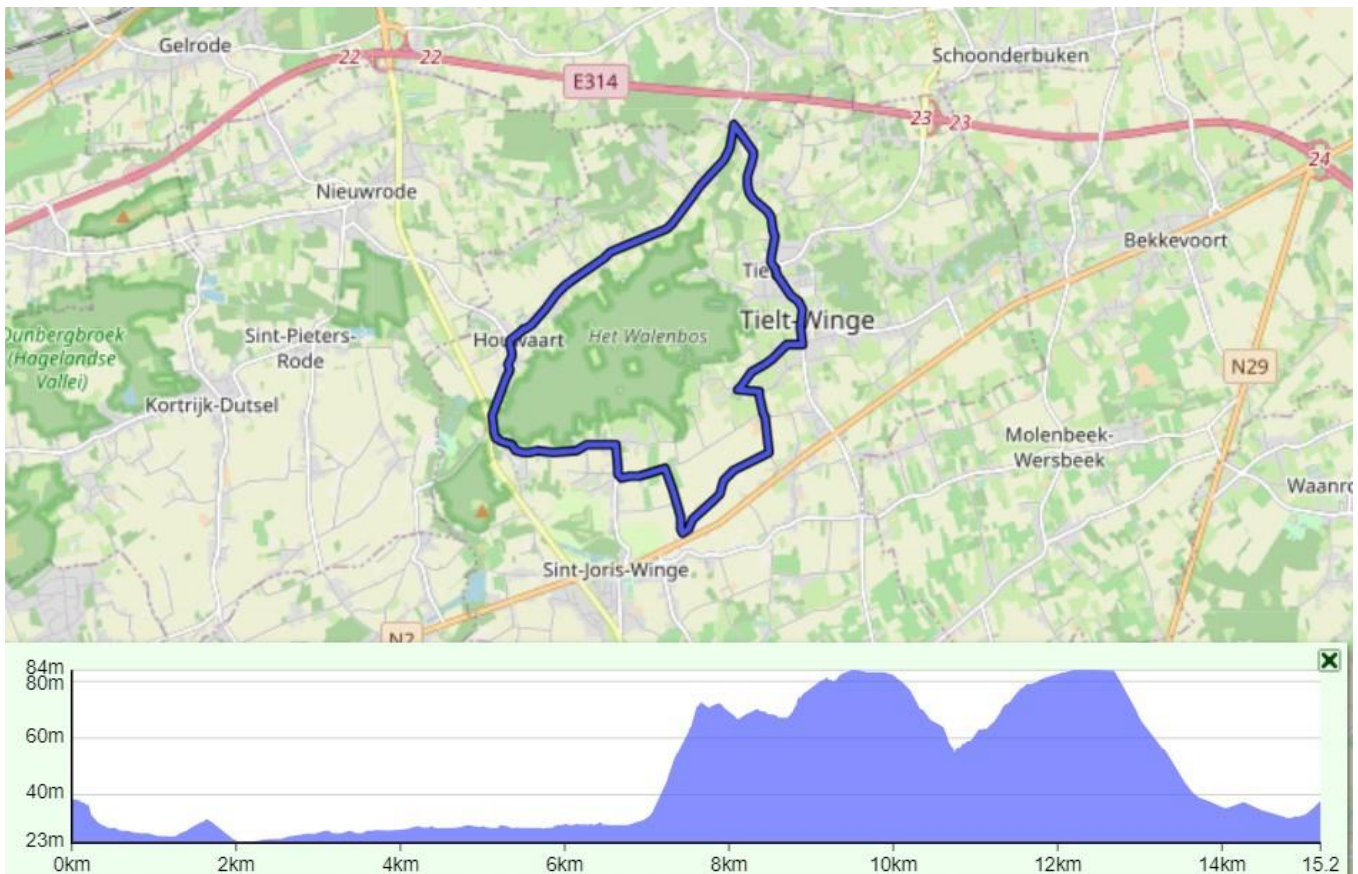 Gelrode
22
22
E314
Schoonderbuken
23
23
24
Nieuwrode
Bekkevoort
Tielt-Winge
Het Walenbos
Sint-Pieters-
Rode
(Hagelandse
Vallei)
Kortrijk-Dutsel
N29
Molenbeek-
Wersbeek
Sint-Joris-Winge
N2
84m
80m
60m
40m
23m
0km
2km
4km
6km
8km
10km
12km
14km
15.2